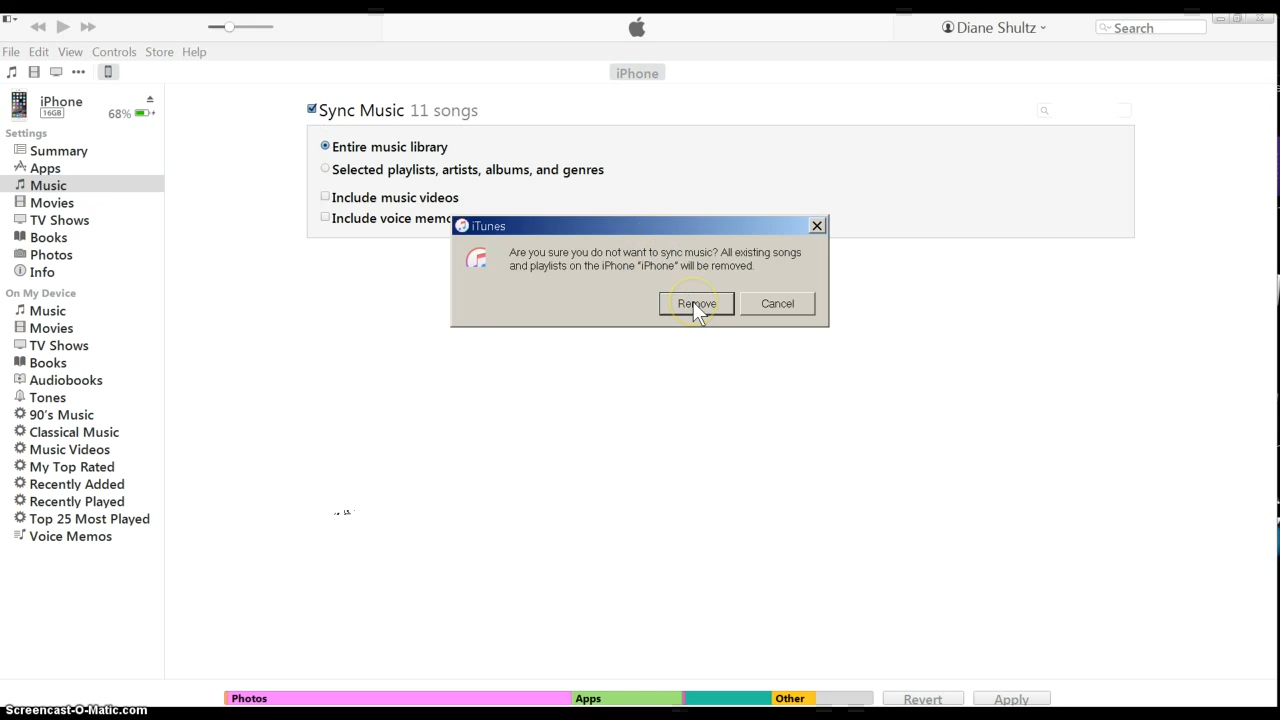 Diane Shultz
Search
File Edit View Controls Store Help
iPhone
iPhone
16GB
68%
Settings
Summary
Apps
Music
Movies
TV Shows
Books
Photos
Info
On My Device
Music
Movies
TV Shows
Books
Audiobooks
Tones
90's Music
Classical Music
Music Videos
My Top Rated
Recently Added
Recently Played
Top 25 Most Played
Voice Memos
Sync Music 11 songs
Entire music library
Selected playlists, artists, albums, and genres
Include music videos
Include voice memo
iTunes
Are you sure you do not want to sync music? All existing songs
and playlists on the iPhone "iPhone" will be removed.
Remove Cancel
Photos Apps Other
Revert Apply
Screencast-O-Matic.com